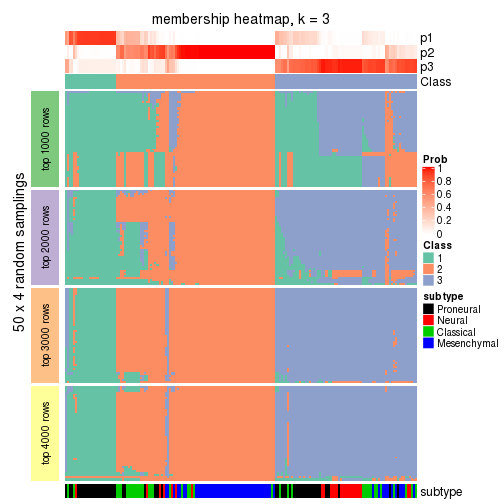 membership heatmap, k = 3
p1
p2
p3
Class
50 x 4 random samplings
top 1000 rows
top 2000 rows
top 3000 rows
top 4000 rows
Prob
1
0.8
0.6
0.4
0.2
0
Class
1
2
3
subtype
Proneural
Neural
Classical
Mesenchymal
subtype